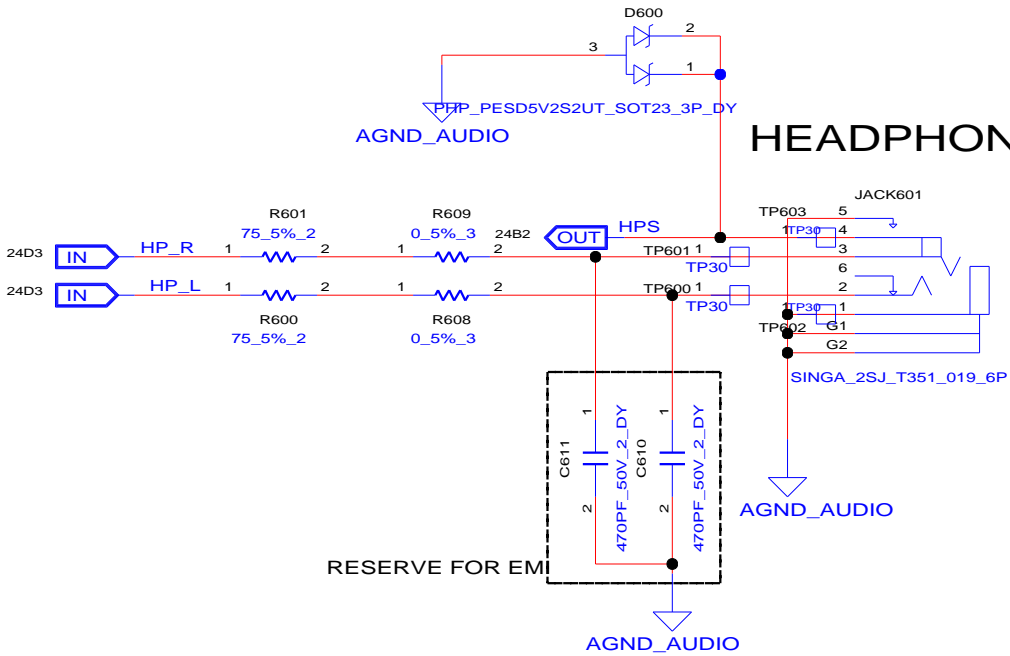 D600
3
2
1
PHP_PESD5V2S2UT_SOT23_3P_DY
AGND_AUDIO
HEADPHON
JACK601
R601
75_5%_2
R609
0_5%_3
24B2
OUT
HPS
TP603
5
1
TP30
4
24D3
IN
HP_R
1
2
1
2
TP601
1
TP30
3
6
24D3
IN
HP_L
1
2
1
2
TP600
1
TP30
2
R600
75_5%_2
R608
0_5%_3
1
TP30
1
TP602
G1
G2
SINGA_2SJ_T351_019_6P
1
C611
2
470PF_50V_2_DY
1
C610
2
470PF_50V_2_DY
AGND_AUDIO
RESERVE FOR EM
AGND_AUDIO